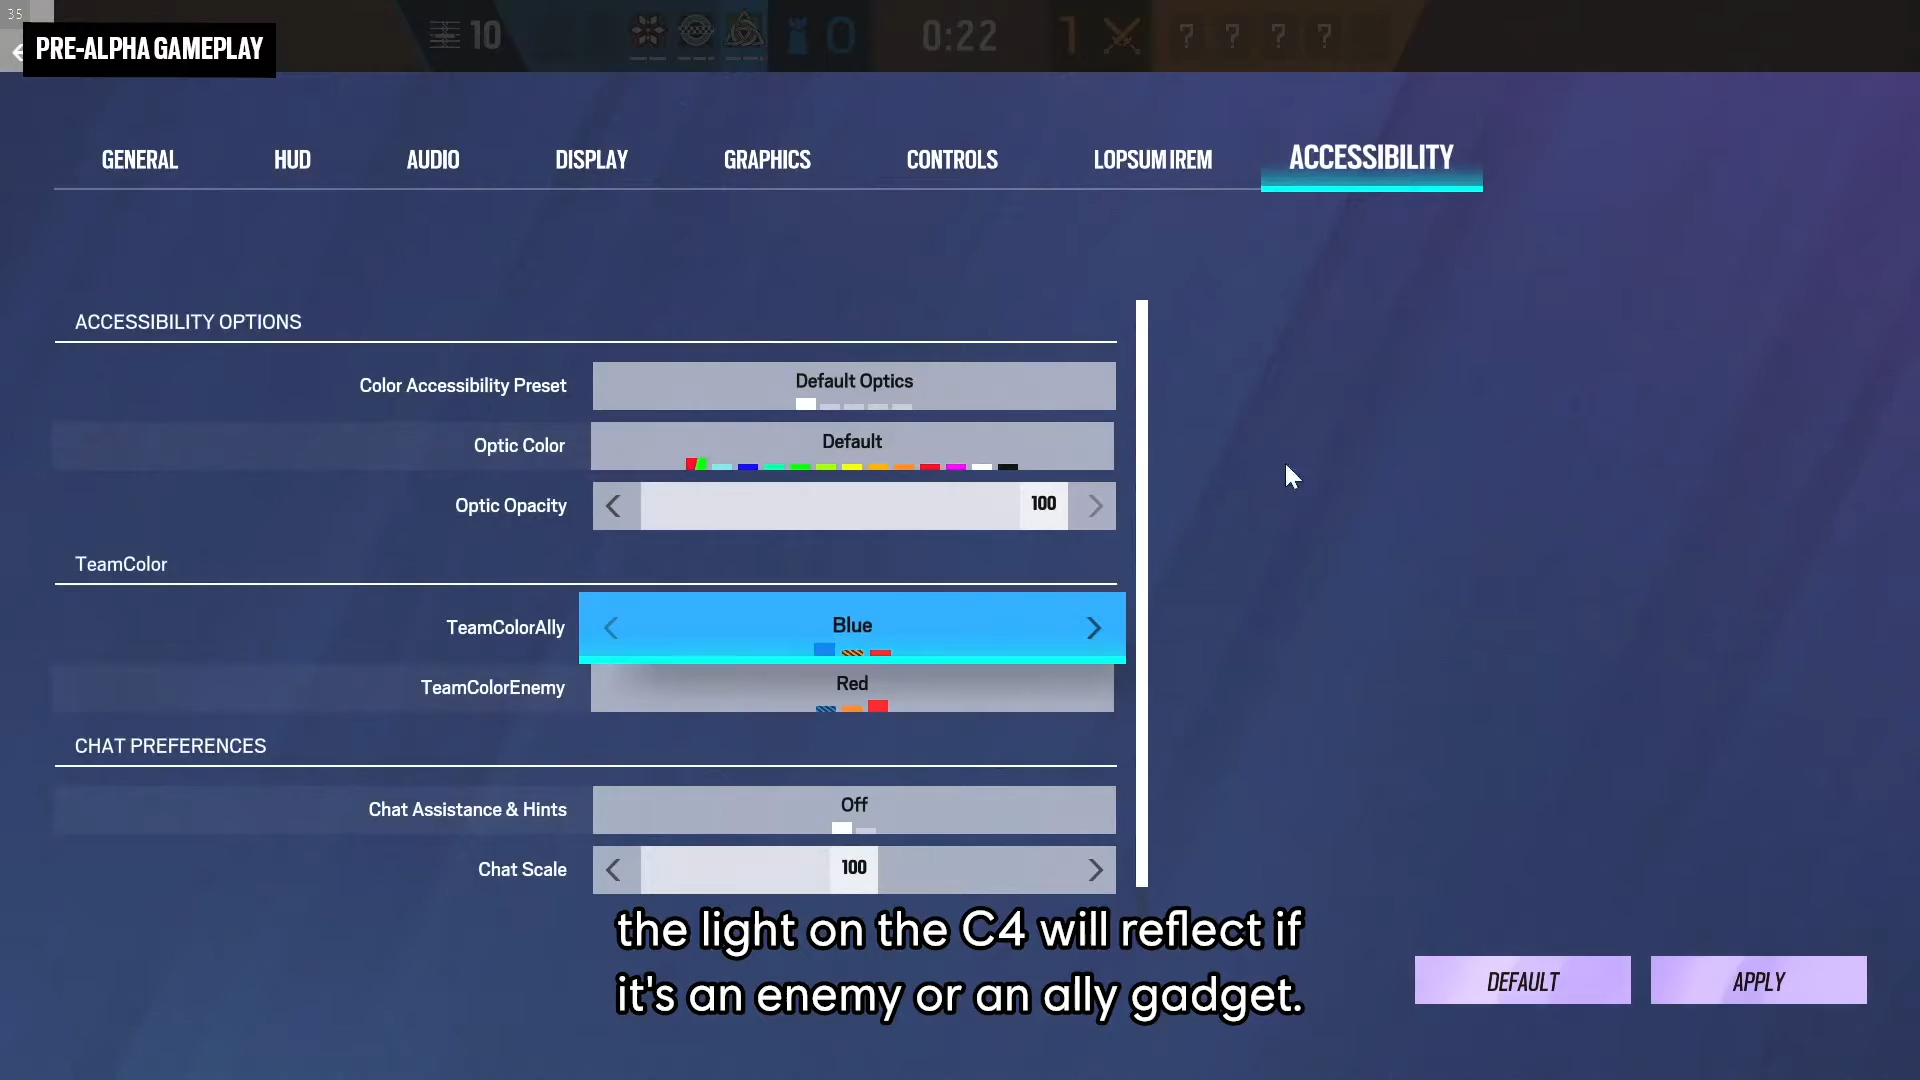 35
PRE-ALPHA GAMEPLAY
10
0
0:22
1
? ? ? ?
GENERAL HUD AUDIO DISPLAY GRAPHICS CONTROLS LOPSUM IREM ACCESSIBILITY
ACCESSIBILITY OPTIONS
Color Accessibility Preset Default Optics
Optic Color Default
Optic Opacity 100
TeamColor
TeamColorAlly Blue
TeamColorEnemy Red
CHAT PREFERENCES
Chat Assistance & Hints Off
Chat Scale 100
the light on the C4 will reflect if
it's an enemy or an ally gadget.
DEFAULT APPLY